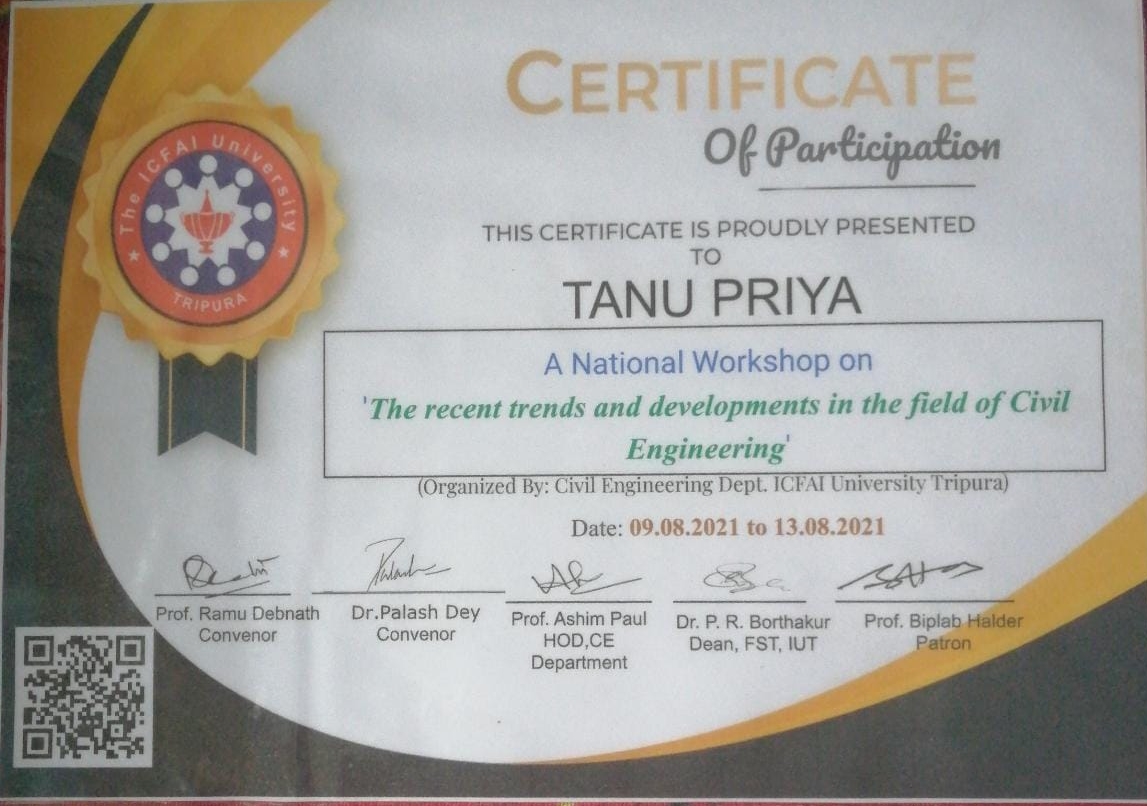 The ICFAI University
TRIPURA
CERTIFICATE
Of Participation
THIS CERTIFICATE IS PROUDLY PRESENTED
TO
TANU PRIYA
A National Workshop on
'The recent trends and developments in the field of Civil
Engineering'
(Organized By: Civil Engineering Dept. ICFAI University Tripura)
Date: 09.08.2021 to 13.08.2021
Prof. Ramu Debnath
Convenor
Dr.Palash Dey
Convenor
Prof. Ashim Paul
HOD,CE
Department
Dr. P. R. Borthakur
Dean, FST, IUT
Prof. Biplab Halder
Patron